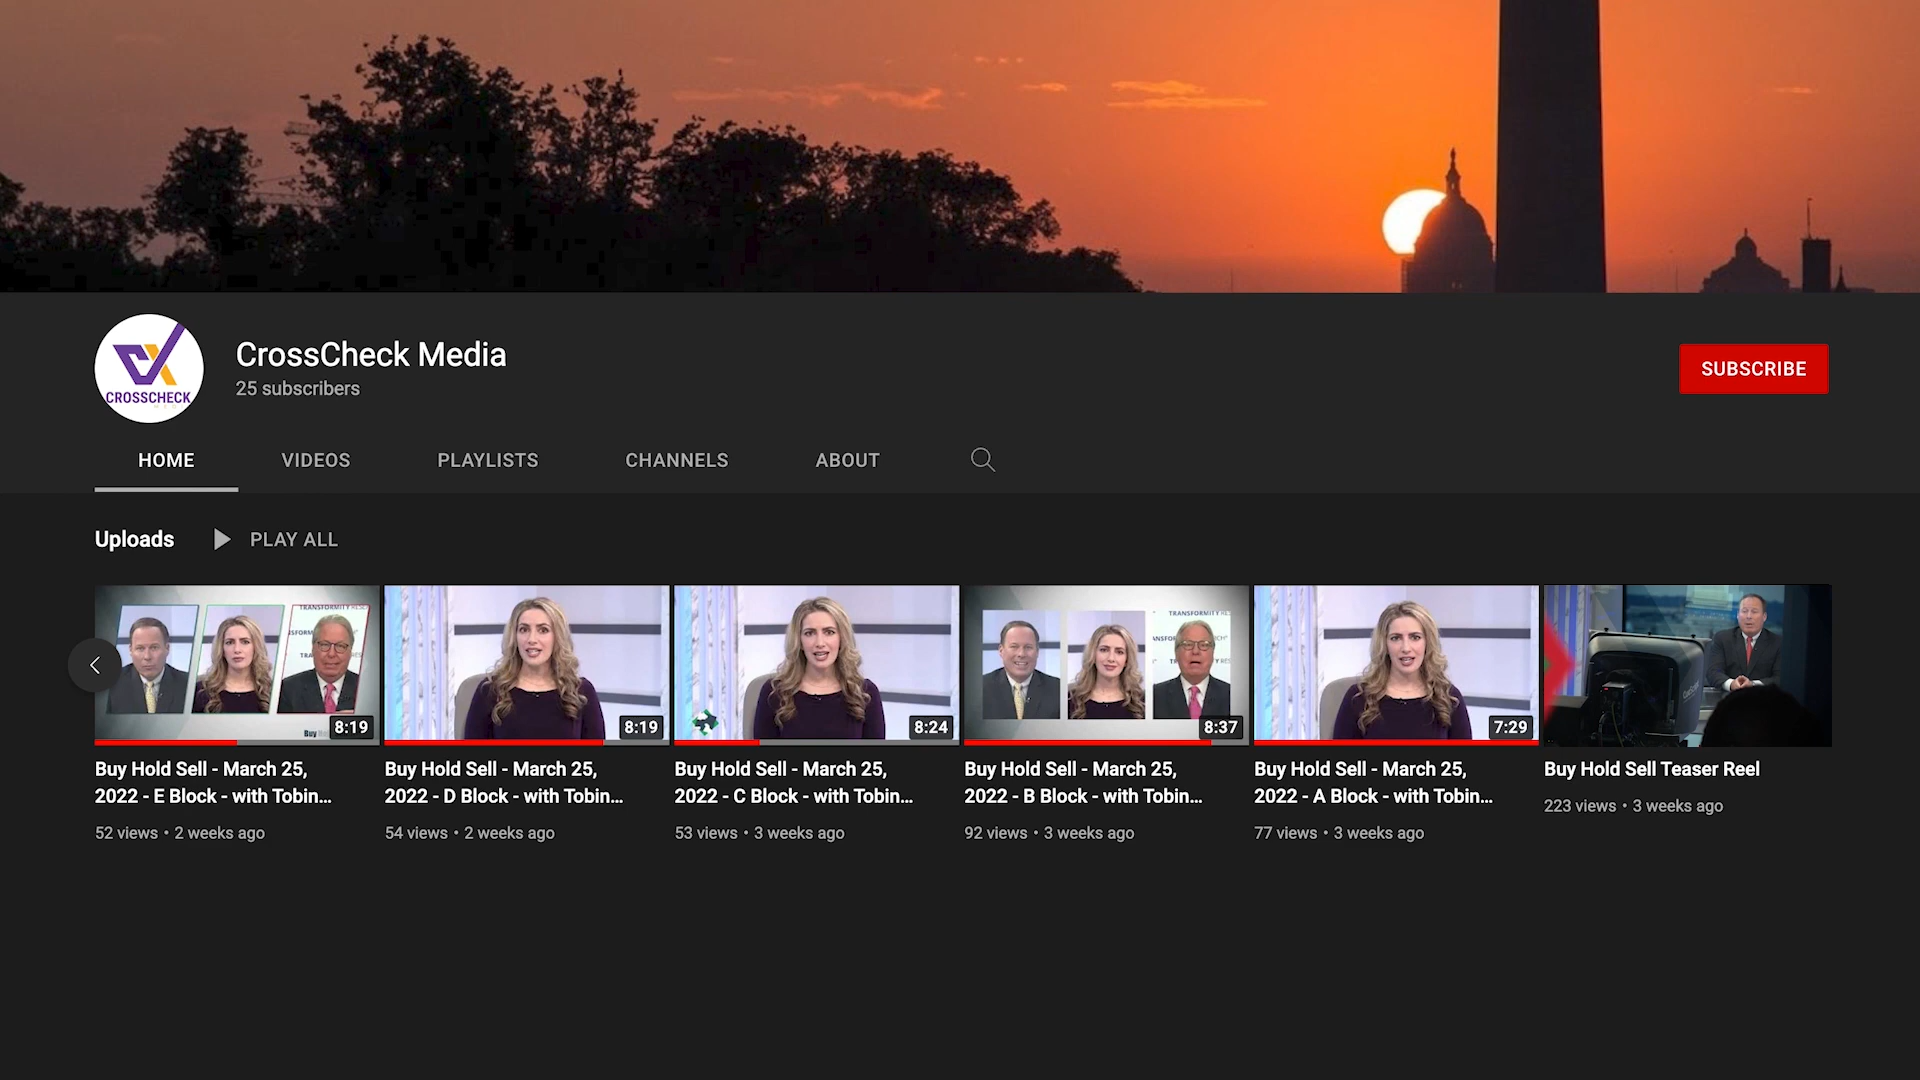 CrossCheck Media
25 subscribers
SUBSCRIBE
CROSSCHECK
HOME VIDEOS PLAYLISTS CHANNELS ABOUT
Uploads PLAY ALL
TRANSFORMITY
8:19
8:19
8:24
TRANSFORMITY
8:37
7:29
Buy
Buy Hold Sell - March 25,
2022 - E Block - with Tobin...
52 views • 2 weeks ago
Buy Hold Sell - March 25,
2022 - D Block - with Tobin...
54 views • 2 weeks ago
Buy Hold Sell - March 25,
2022 - C Block - with Tobin...
53 views • 3 weeks ago
Buy Hold Sell - March 25,
2022 - B Block - with Tobin...
92 views • 3 weeks ago
Buy Hold Sell - March 25,
2022 - A Block - with Tobin...
77 views • 3 weeks ago
Buy Hold Sell Teaser Reel
223 views • 3 weeks ago